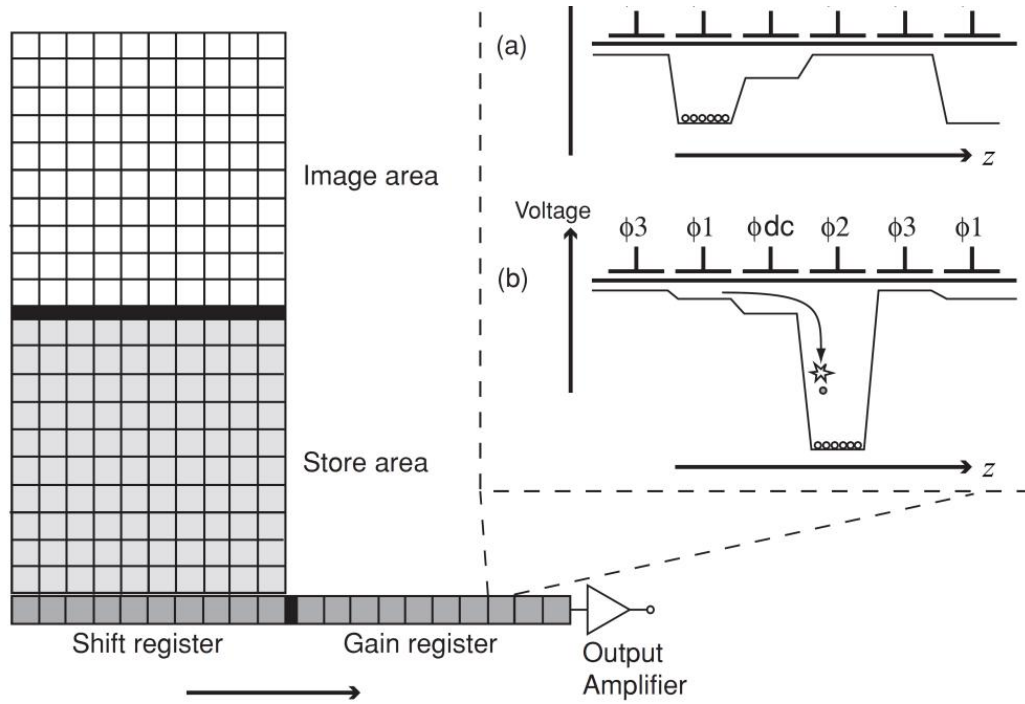 (a)
z
Image area
Voltage
ϕ3 ϕ1 ϕdc ϕ2 ϕ3 ϕ1
(b)
Store area
z
Shift register
Gain register
Output
Amplifier